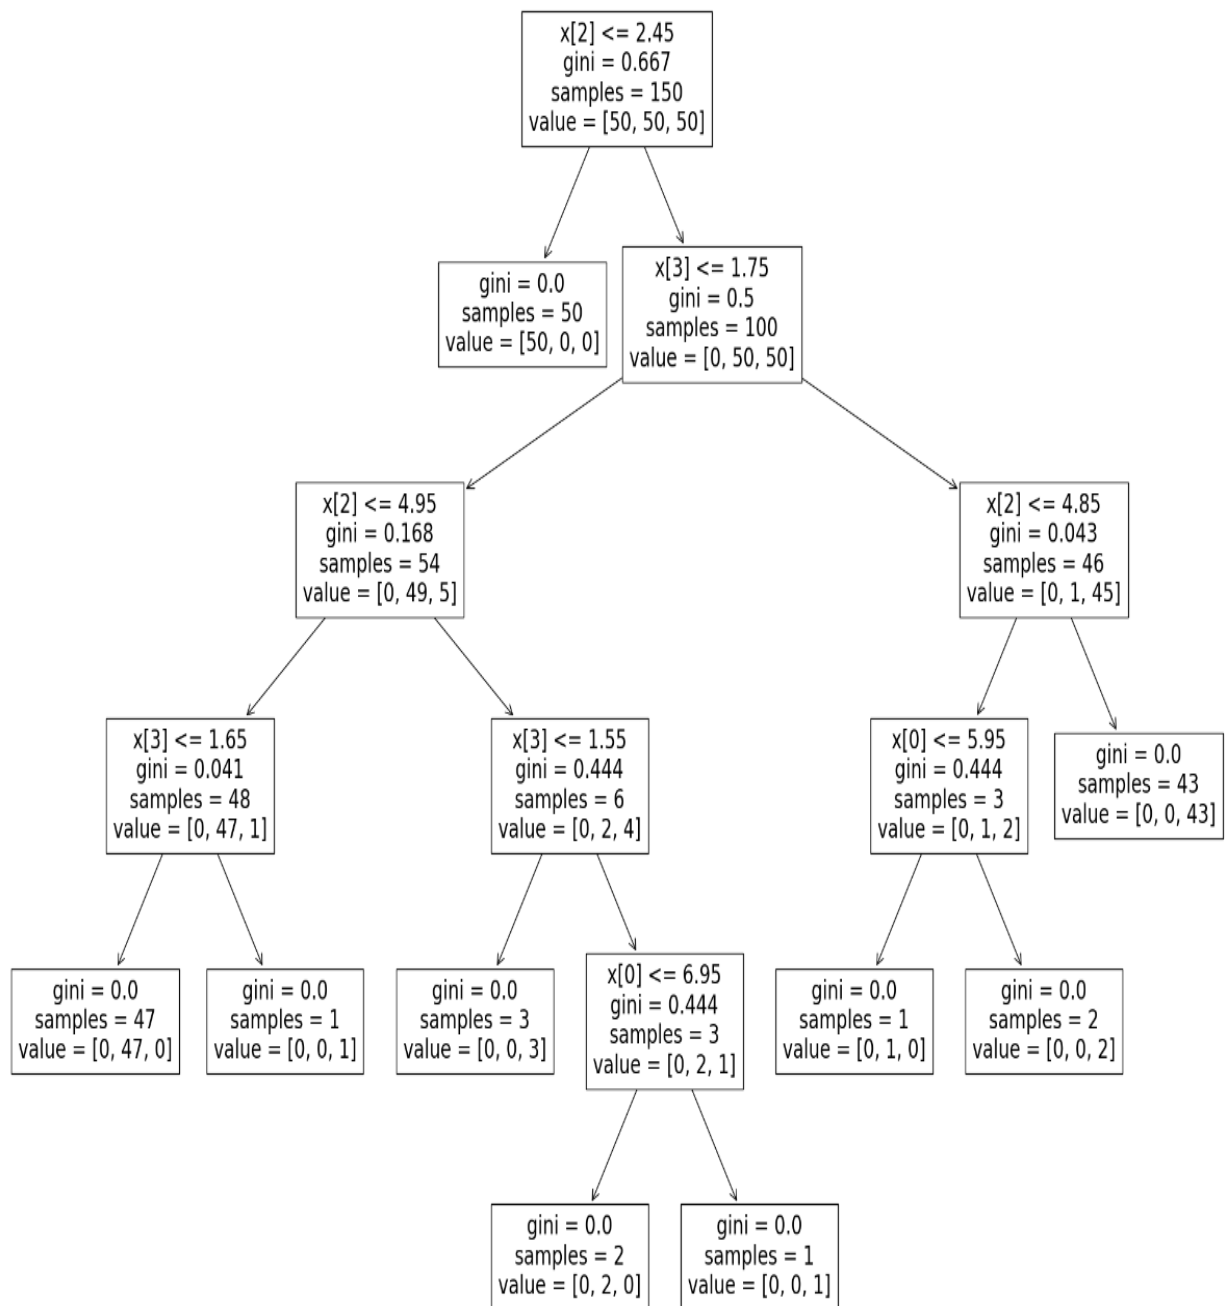 x[2] <= 2.45
gini = 0.667
samples = 150
value = [50, 50, 50]
gini = 0.0
samples = 50
value = [50, 0, 0]
x[3] <= 1.75
gini = 0.5
samples = 100
value = [0, 50, 50]
x[2] <= 4.95
gini = 0.168
samples = 54
value = [0, 49, 5]
x[2] <= 4.85
gini = 0.043
samples = 46
value = [0, 1, 45]
x[3] <= 1.65
gini = 0.041
samples = 48
value = [0, 47, 1]
x[3] <= 1.55
gini = 0.444
samples = 6
value = [0, 2, 4]
x[0] <= 5.95
gini = 0.444
samples = 3
value = [0, 1, 2]
gini = 0.0
samples = 43
value = [0, 0, 43]
gini = 0.0
samples = 47
value = [0, 47, 0]
gini = 0.0
samples = 1
value = [0, 0, 1]
gini = 0.0
samples = 3
value = [0, 0, 3]
x[0] <= 6.95
gini = 0.444
samples = 3
value = [0, 2, 1]
gini = 0.0
samples = 1
value = [0, 1, 0]
gini = 0.0
samples = 2
value = [0, 0, 2]
gini = 0.0
samples = 2
value = [0, 2, 0]
gini = 0.0
samples = 1
value = [0, 0, 1]